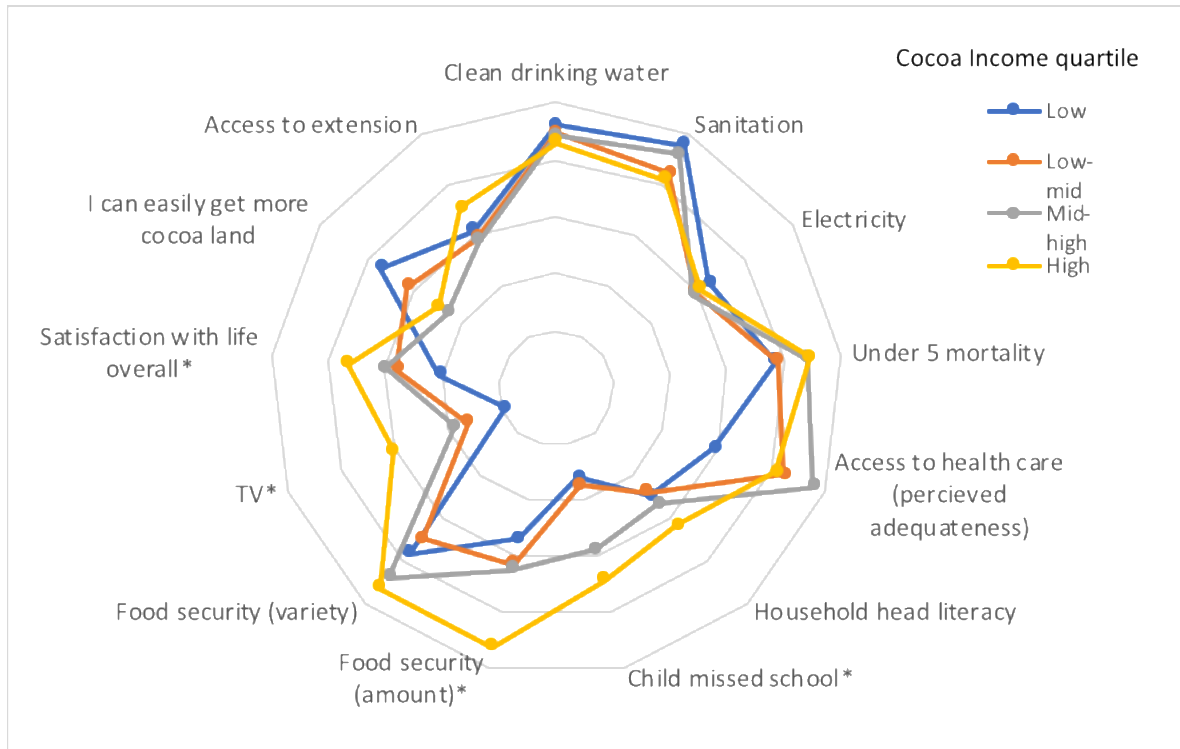 Cocoa Income quartile
Low
Low-
mid
Mid-
high
High
Clean drinking water
Sanitation
Electricity
Under 5 mortality
Access to health care
(percieved
adequateness)
Household head literacy
Child missed school*
Food security
(amount)*
Food security (variety)
TV*
Satisfaction with life
overall*
I can easily get more
cocoa land
Access to extension